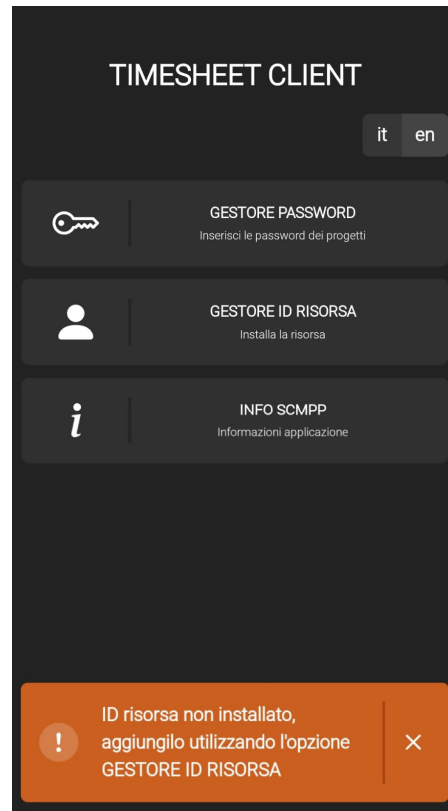 TIMESHEET CLIENT
it en
GESTORE PASSWORD
Inserisci le password dei progetti
GESTORE ID RISORSA
Installa la risorsa
i
INFO SCMPP
Informazioni applicazione
!
ID risorsa non installato,
aggiungilo utilizzando l'opzione
GESTORE ID RISORSA